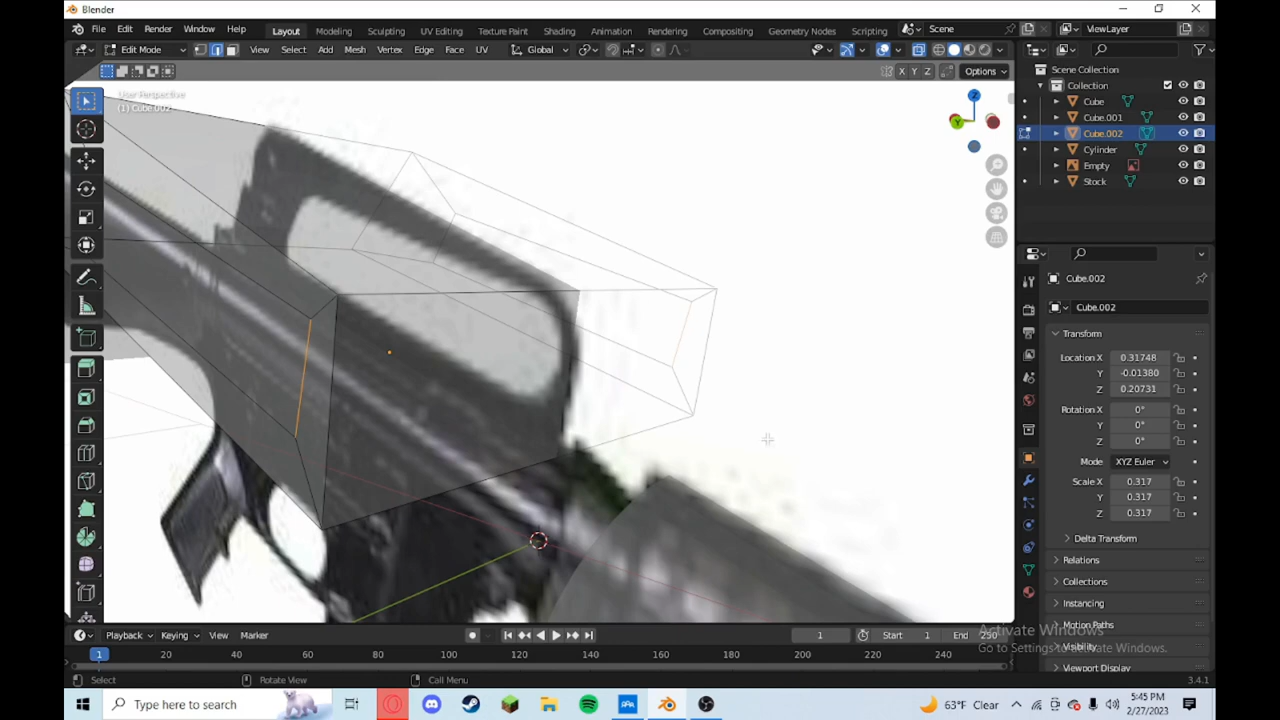 Blender
File Edit Render Window Help Layout Modeling Sculpting UV Editing Texture Paint Shading Animation Rendering Compositing Geometry Nodes Scripting Scene ViewLayer
Edit Mode View Select Add Mesh Vertex Edge Face UV Global
X Y Z Options
User Perspective
(1) Cube.002
Z
Y
Scene Collection
Collection
Cube
Cube.001
Cube.002
Cylinder
Empty
Stock
Cube.002
Cube.002
Transform
Location X 0.31748
Y -0.01380
Z 0.20731
Rotation X 0°
Y 0°
Z 0°
Mode XYZ Euler
Scale X 0.317
Y 0.317
Z 0.317
Delta Transform
Relations
Collections
Instancing
Motion Paths
Visibility
Viewport Display
Activate Windows
Go to Settings to activate Windows.
Playback Keying View Marker 1 Start 1 End 250
1 20 40 60 80 100 120 140 160 180 200 220 240
Select Rotate View Call Menu 3.4.1
Type here to search 63°F Clear 5:45 PM
2/27/2023